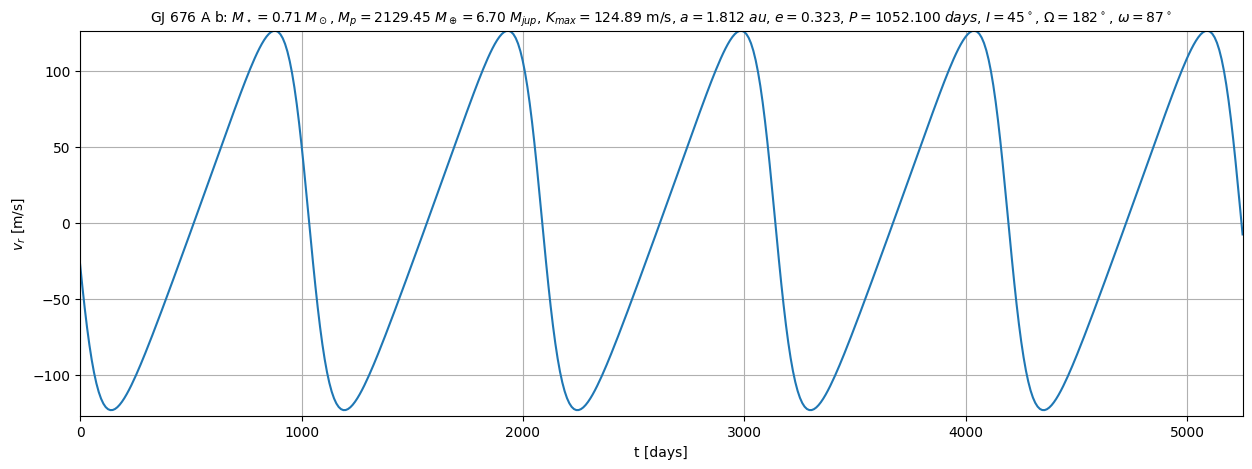 GJ 676 A b: $M_\star = 0.71\ M_\odot$, $M_p = 2129.45\ M_\oplus = 6.70\ M_{jup}$, $K_{max} = 124.89$ m/s, $a = 1.812\ au$, $e = 0.323$, $P = 1052.100\ days$, $I = 45^\circ$, $\Omega = 182^\circ$, $\omega = 87^\circ$
100
50
0
−50
−100
$v_r$ [m/s]
0 1000 2000 3000 4000 5000
t [days]